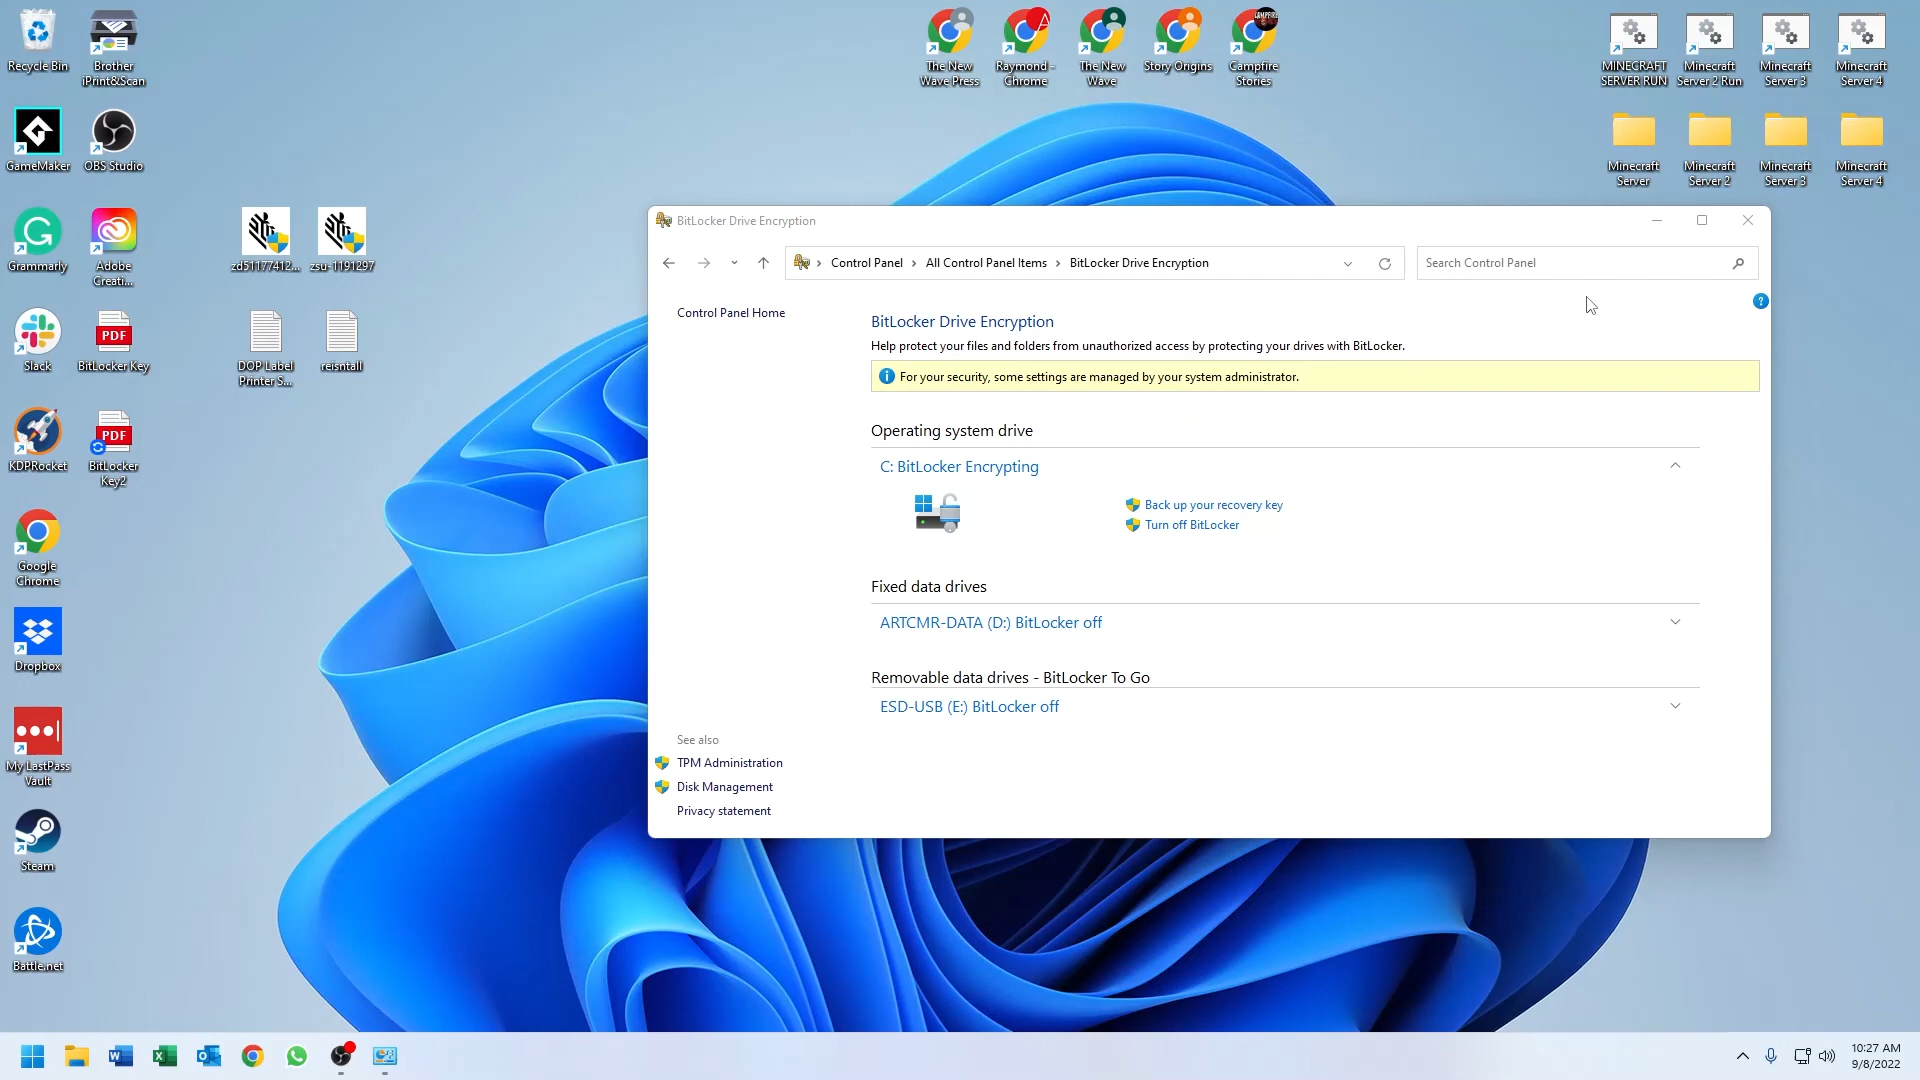 Recycle Bin
Brother
iPrint&Scan
The New
Wave Press
Raymond -
Chrome
The New
Wave
Story Origins
CAMPFIRE
Campfire
Stories
MINECRAFT
SERVER RUN
Minecraft
Server 2 Run
Minecraft
Server 3
Minecraft
Server 4
GameMaker
OBS Studio
Minecraft
Server
Minecraft
Server 2
Minecraft
Server 3
Minecraft
Server 4
Grammarly
Adobe
Creati...
zd51177412...
zsu-1191297
Slack
PDF
BitLocker Key
DOP Label
Printer S...
reisntall
KDPRocket
PDF
BitLocker
Key2
Google
Chrome
Dropbox
My LastPass
Vault
Steam
Battle.net
BitLocker Drive Encryption
Control Panel > All Control Panel Items > BitLocker Drive Encryption
Search Control Panel
Control Panel Home
BitLocker Drive Encryption
Help protect your files and folders from unauthorized access by protecting your drives with BitLocker.
For your security, some settings are managed by your system administrator.
Operating system drive
C: BitLocker Encrypting
Back up your recovery key
Turn off BitLocker
Fixed data drives
ARTCMR-DATA (D:) BitLocker off
Removable data drives - BitLocker To Go
ESD-USB (E:) BitLocker off
See also
TPM Administration
Disk Management
Privacy statement
10:27 AM
9/8/2022